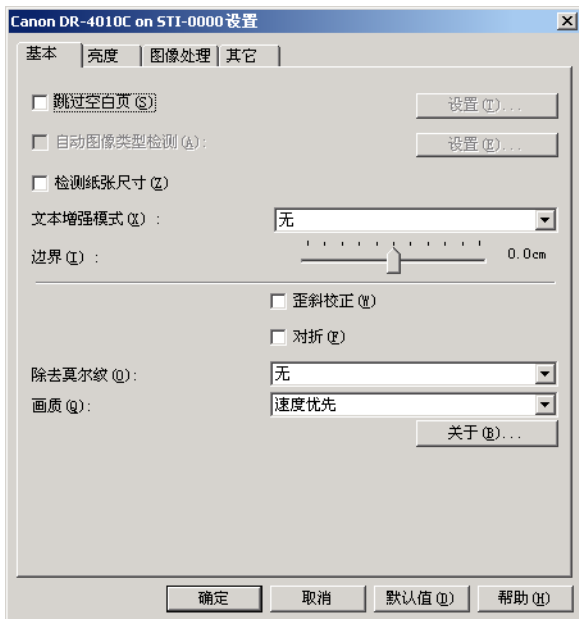 Canon DR-4010C on STI-0000 设置
基本 亮度 图像处理 其它
跳过空白页(S) 设置(T)...
自动图像类型检测(A): 设置(E)...
检测纸张尺寸(Z)
文本增强模式(X) : 无
边界(I) : 0.0cm
歪斜校正(W)
对折(F)
除去莫尔纹(O): 无
画质(Q): 速度优先
关于(B)...
确定 取消 默认值(D) 帮助(H)